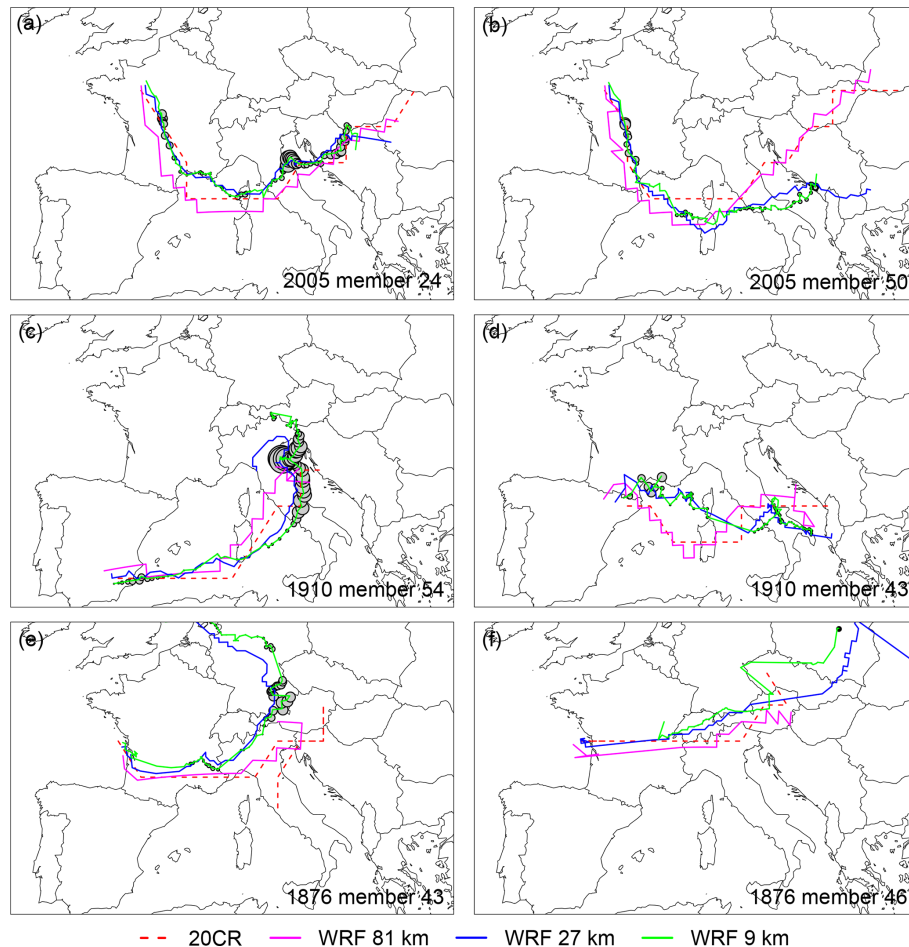 (a)
2005 member 24
(b)
2005 member 50
(c)
1910 member 54
(d)
1910 member 43
(e)
1876 member 43
(f)
1876 member 46
20CR WRF 81 km WRF 27 km WRF 9 km